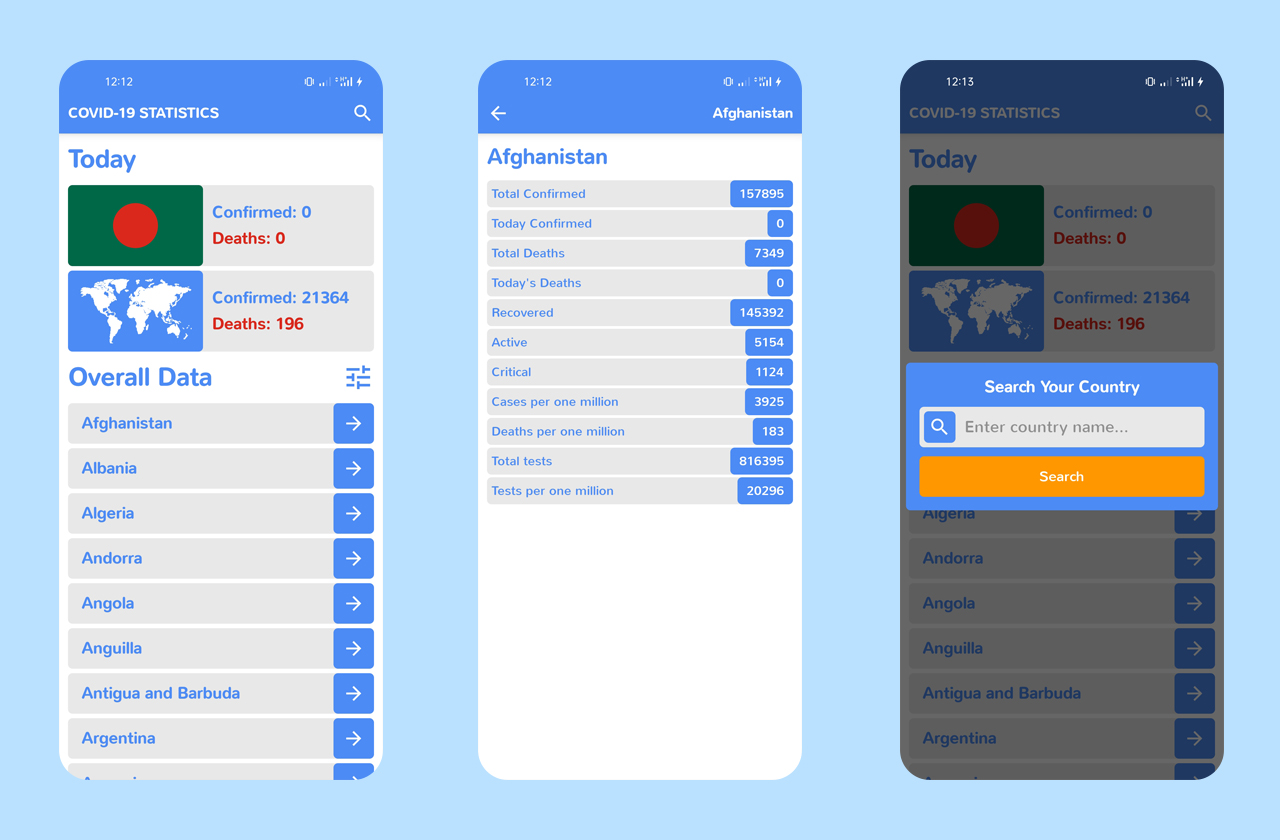 12:12
COVID-19 STATISTICS
Today
Confirmed: 0
Deaths: 0
Confirmed: 21364
Deaths: 196
Overall Data
Afghanistan
Albania
Algeria
Andorra
Angola
Anguilla
Antigua and Barbuda
Argentina
12:12
Afghanistan
Afghanistan
Total Confirmed 157895
Today Confirmed 0
Total Deaths 7349
Today's Deaths 0
Recovered 145392
Active 5154
Critical 1124
Cases per one million 3925
Deaths per one million 183
Total tests 816395
Tests per one million 20296
12:13
COVID-19 STATISTICS
Today
Confirmed: 0
Deaths: 0
Confirmed: 21364
Deaths: 196
Search Your Country
Enter country name...
Search
Algeria
Andorra
Angola
Anguilla
Antigua and Barbuda
Argentina